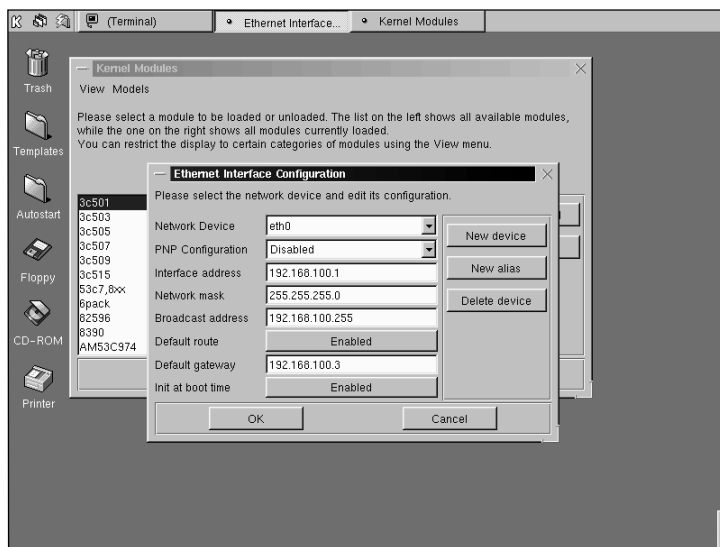 (Terminal)
Ethernet Interface...
Kernel Modules
Trash
Templates
Autostart
Floppy
CD-ROM
Printer
Kernel Modules
View Models
Please select a module to be loaded or unloaded. The list on the left shows all available modules,
while the one on the right shows all modules currently loaded.
You can restrict the display to certain categories of modules using the View menu.
3c501
3c503
3c505
3c507
3c509
3c515
53c7,8xx
6pack
82596
8390
AM53C974
Ethernet Interface Configuration
Please select the network device and edit its configuration.
Network Device eth0
PNP Configuration Disabled
Interface address 192.168.100.1
Network mask 255.255.255.0
Broadcast address 192.168.100.255
Default route Enabled
Default gateway 192.168.100.3
Init at boot time Enabled
New device
New alias
Delete device
OK Cancel